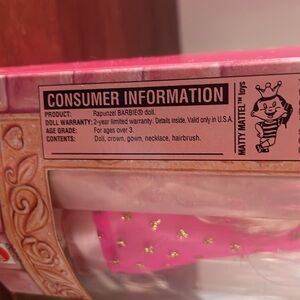 CONSUMER INFORMATION
PRODUCT: Rapunzel BARBIE® doll.
DOLL WARRANTY: 2-year limited warranty. Details inside. Valid only in U.S.A.
AGE GRADE: For ages over 3.
CONTENTS: Doll, crown, gown, necklace, hairbrush.
MATTY MATTEL™ toys